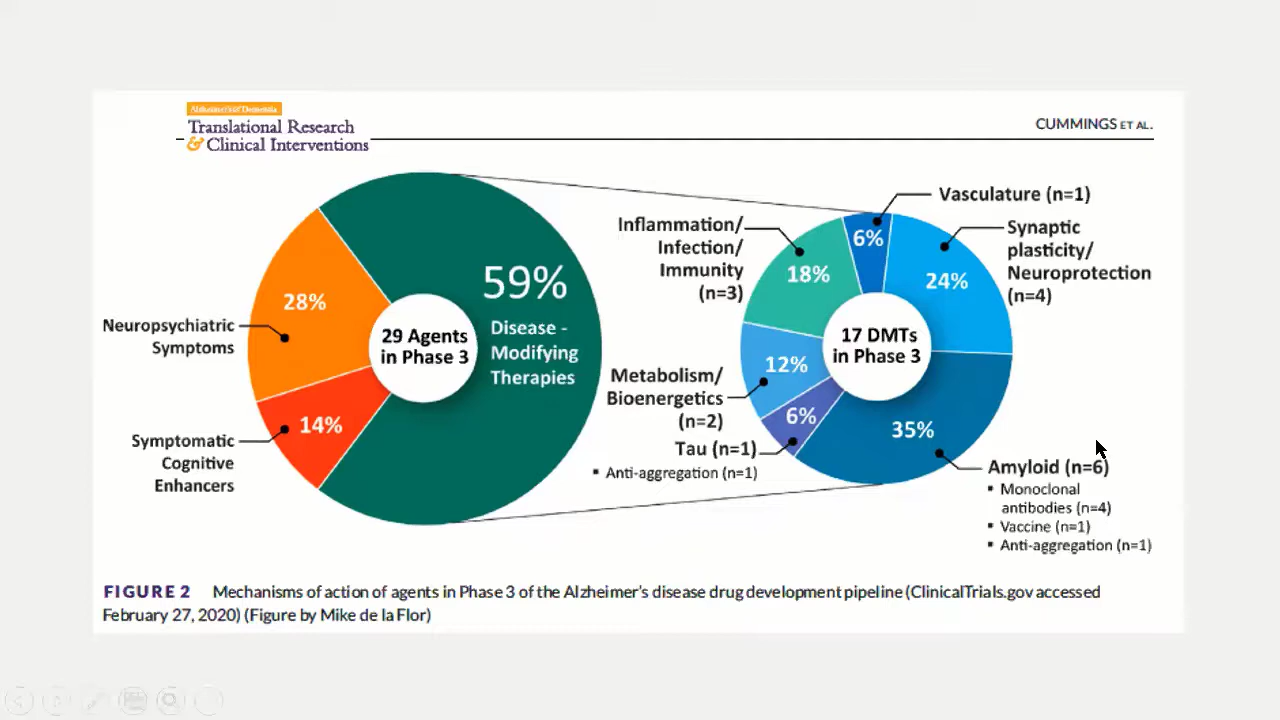 Alzheimer's & Dementia
Translational Research
& Clinical Interventions
CUMMINGS ET AL.
28%
Neuropsychiatric
Symptoms
14%
Symptomatic
Cognitive
Enhancers
29 Agents
in Phase 3
59%
Disease -
Modifying
Therapies
Vasculature (n=1)
6%
Synaptic
plasticity/
Neuroprotection
(n=4)
24%
Inflammation/
Infection/
Immunity
(n=3)
18%
17 DMTs
in Phase 3
Metabolism/
Bioenergetics
(n=2)
12%
Tau (n=1)
▪ Anti-aggregation (n=1)
6%
35%
Amyloid (n=6)
▪ Monoclonal
antibodies (n=4)
▪ Vaccine (n=1)
▪ Anti-aggregation (n=1)
FIGURE 2 Mechanisms of action of agents in Phase 3 of the Alzheimer's disease drug development pipeline (ClinicalTrials.gov accessed
February 27, 2020) (Figure by Mike de la Flor)